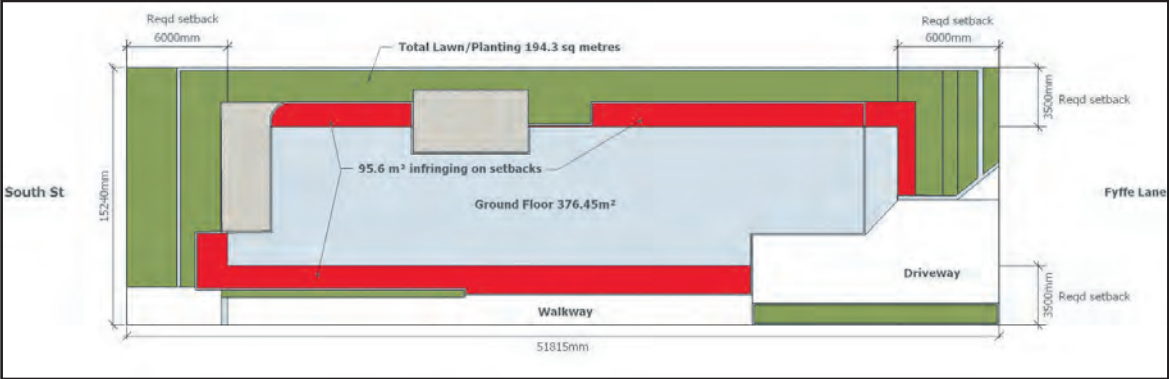 Reqd setback
6000mm
Reqd setback
6000mm
Total Lawn/Planting 194.3 sq metres
3500mm
Reqd setback
95.6 m³ infringing on setbacks
South St
15240mm
Ground Floor 376.45m²
Fyffe Lane
Driveway
3500mm
Reqd setback
Walkway
51815mm